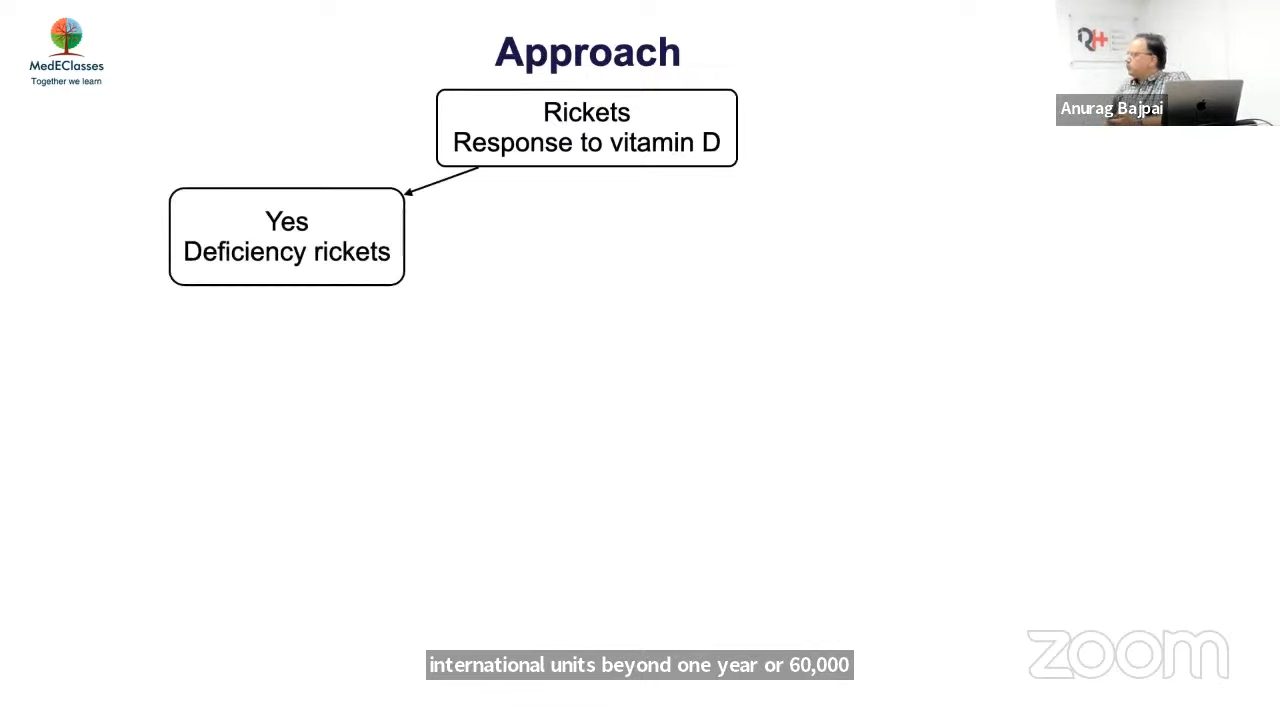 MedEClasses
Together we learn
Approach
Rickets
Response to vitamin D
Anurag Bajpai
Yes
Deficiency rickets
international units beyond one year or 60,000
zoom